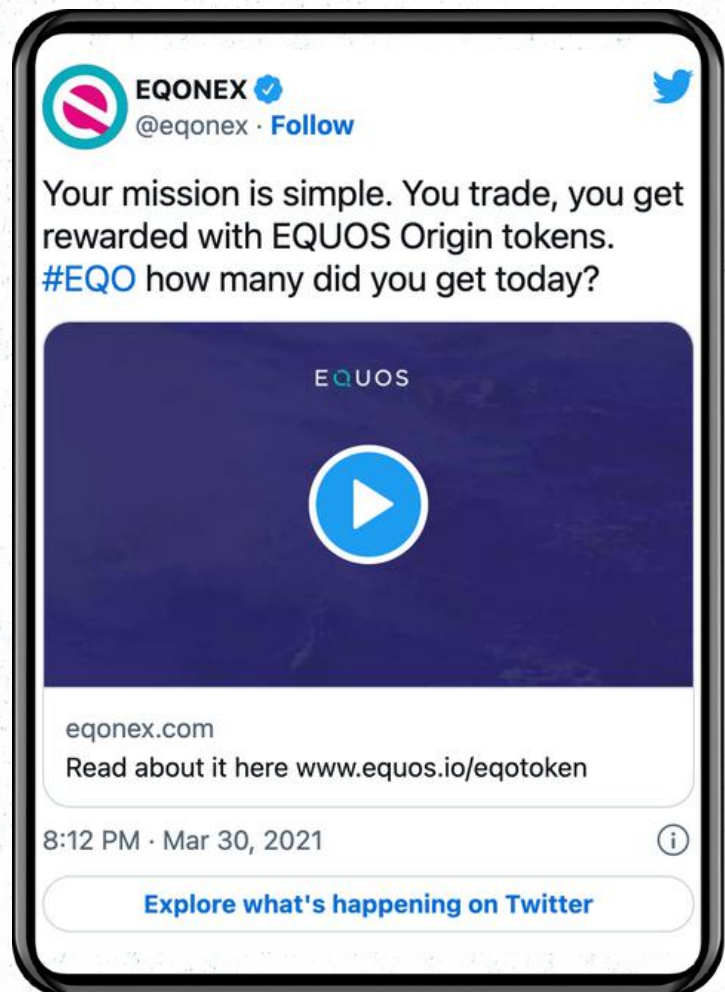 EQONEX
@eqonex · Follow
Your mission is simple. You trade, you get
rewarded with EQUOS Origin tokens.
#EQO how many did you get today?
EQUOS
eqonex.com
Read about it here www.equos.io/eqotoken
8:12 PM · Mar 30, 2021
Explore what's happening on Twitter